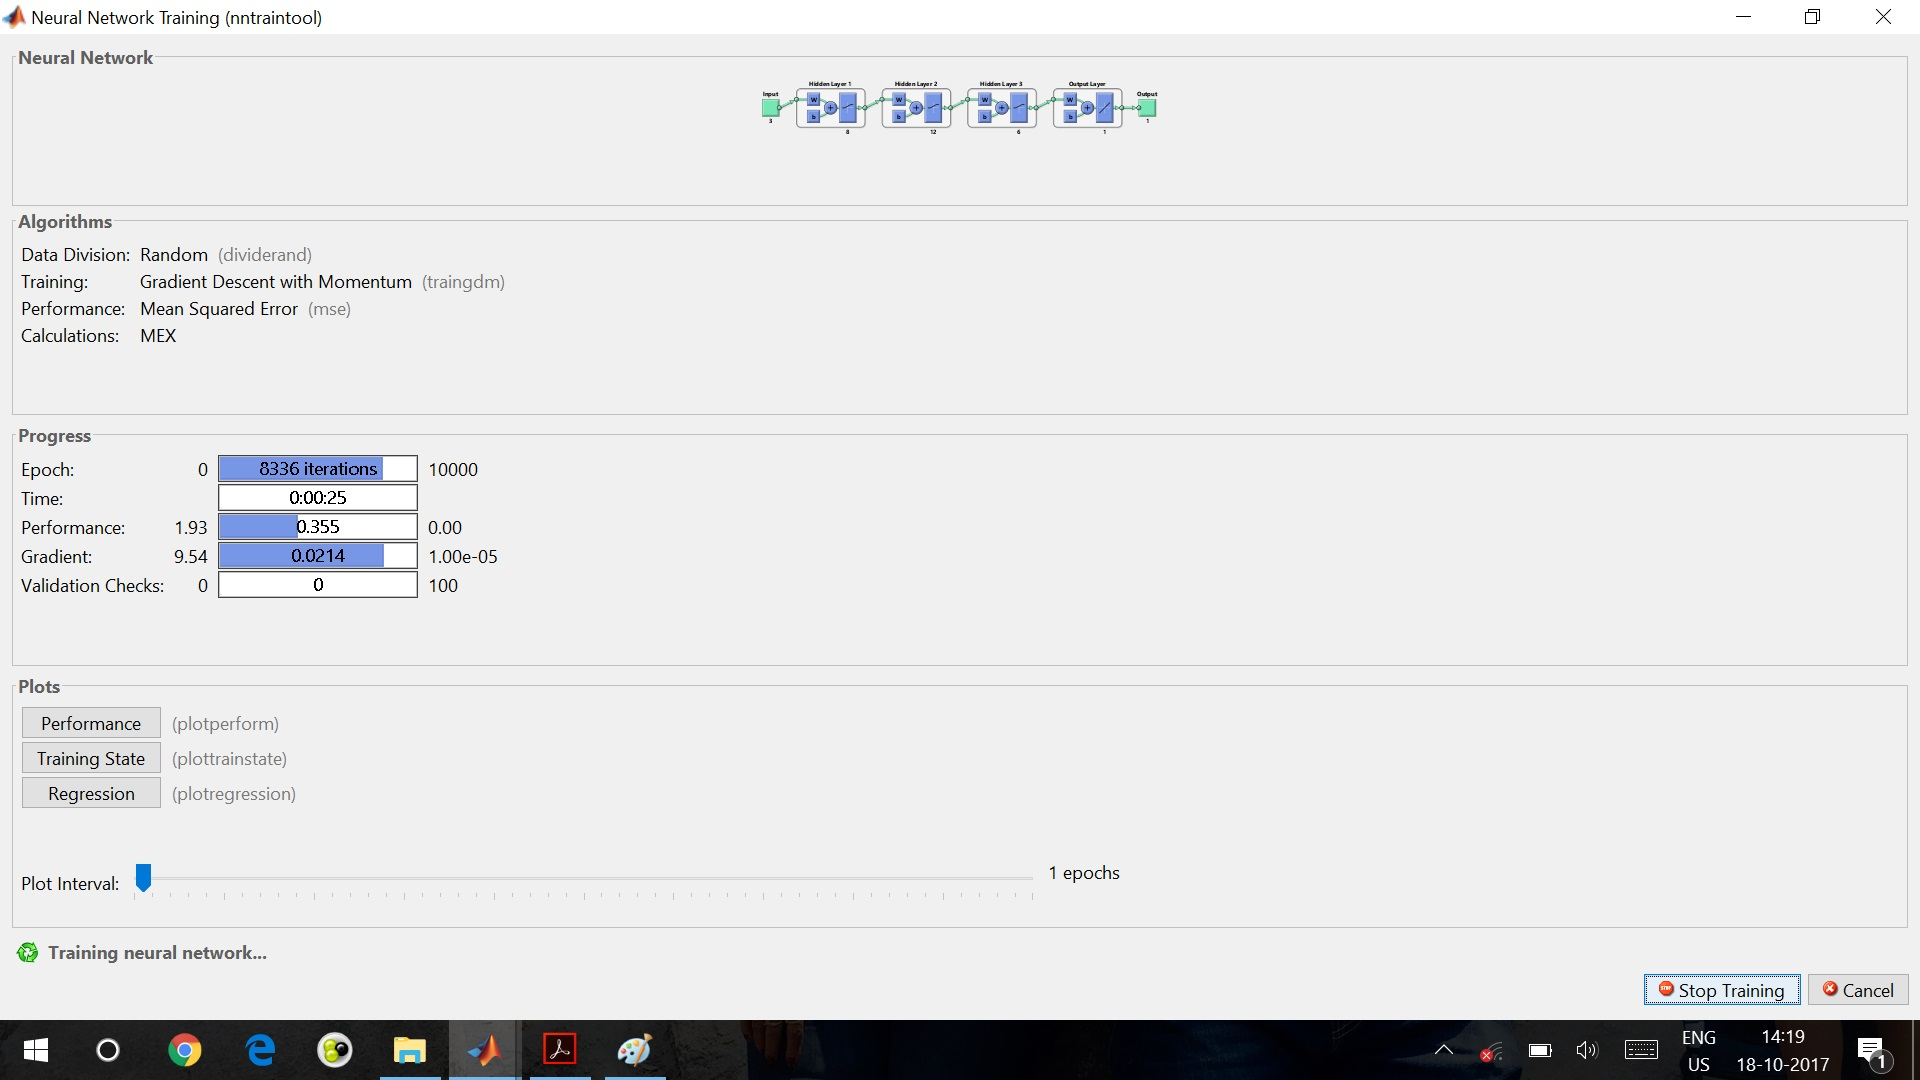 Neural Network Training (nntraintool)
Neural Network
Hidden Layer 1 Hidden Layer 2 Hidden Layer 3 Output Layer
Input Output
W W W W
b b b b
3 1
8 12 6 1
Algorithms
Data Division: Random (dividerand)
Training: Gradient Descent with Momentum (traingdm)
Performance: Mean Squared Error (mse)
Calculations: MEX
Progress
Epoch: 0 8336 iterations 10000
Time: 0:00:25
Performance: 1.93 0.355 0.00
Gradient: 9.54 0.0214 1.00e-05
Validation Checks: 0 0 100
Plots
Performance (plotperform)
Training State (plottrainstate)
Regression (plotregression)
Plot Interval: 1 epochs
Training neural network...
Stop Training Cancel
ENG 14:19
US 18-10-2017 1